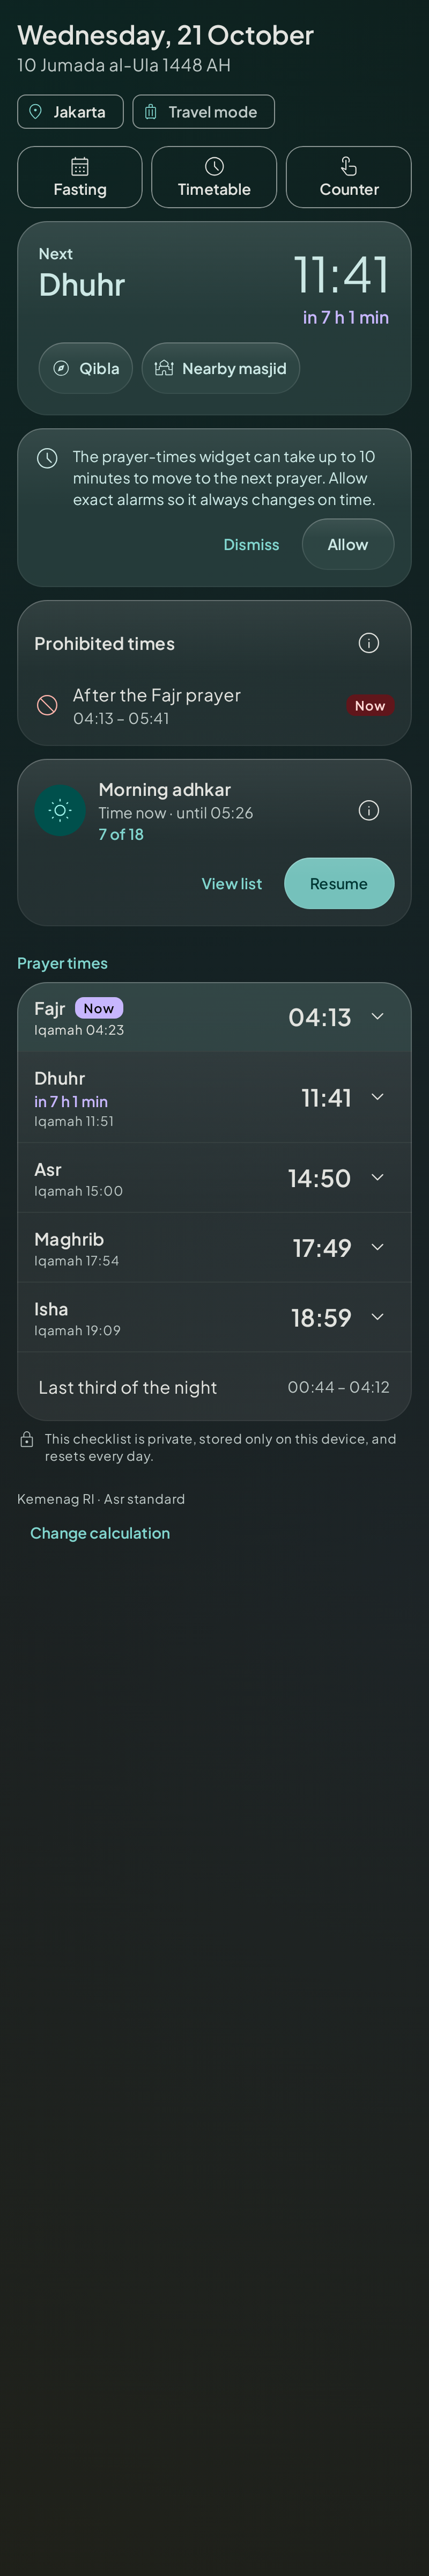 Wednesday, 21 October
10 Jumada al-Ula 1448 AH
Jakarta
Travel mode
Fasting
Timetable
Counter
Next
Dhuhr
11:41
in 7 h 1 min
Qibla
Nearby masjid
The prayer-times widget can take up to 10
minutes to move to the next prayer. Allow
exact alarms so it always changes on time.
Dismiss
Allow
Prohibited times
After the Fajr prayer
04:13 – 05:41
Now
Morning adhkar
Time now · until 05:26
7 of 18
View list
Resume
Prayer times
Fajr
Now
Iqamah 04:23
04:13
Dhuhr
in 7 h 1 min
Iqamah 11:51
11:41
Asr
Iqamah 15:00
14:50
Maghrib
Iqamah 17:54
17:49
Isha
Iqamah 19:09
18:59
Last third of the night
00:44 – 04:12
This checklist is private, stored only on this device, and
resets every day.
Kemenag RI · Asr standard
Change calculation